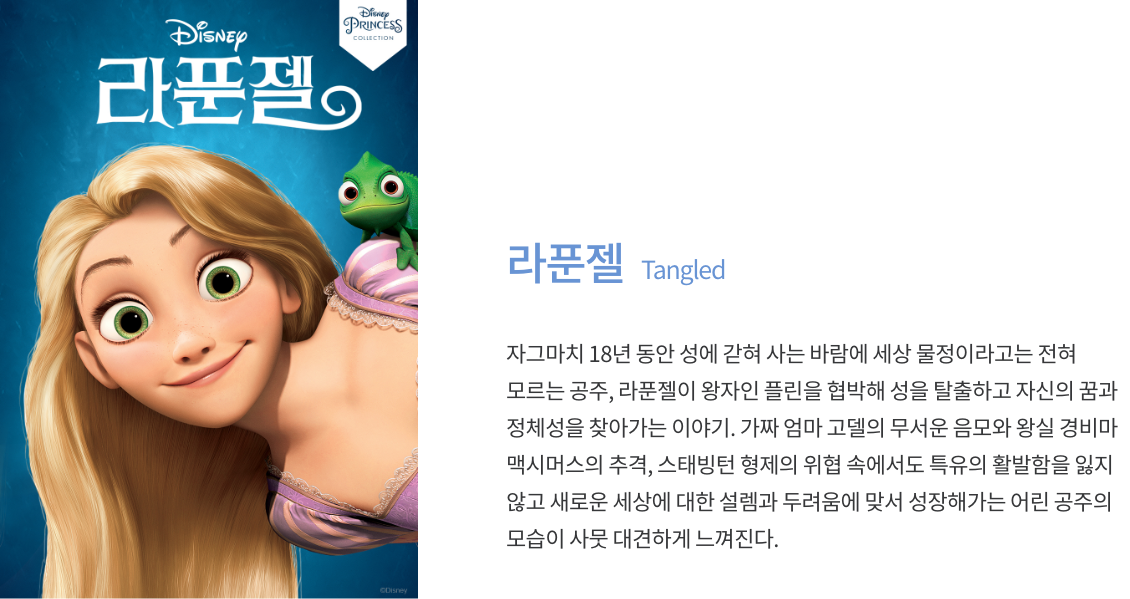 Disney
라푼젤
Disney
PRINCESS
COLLECTION
©Disney
라푼젤 Tangled
자그마치 18년 동안 성에 갇혀 사는 바람에 세상 물정이라고는 전혀
모르는 공주, 라푼젤이 왕자인 플린을 협박해 성을 탈출하고 자신의 꿈과
정체성을 찾아가는 이야기. 가짜 엄마 고델의 무서운 음모와 왕실 경비마
맥시머스의 추격, 스태빙턴 형제의 위협 속에서도 특유의 활발함을 잃지
않고 새로운 세상에 대한 설렘과 두려움에 맞서 성장해가는 어린 공주의
모습이 사뭇 대견하게 느껴진다.